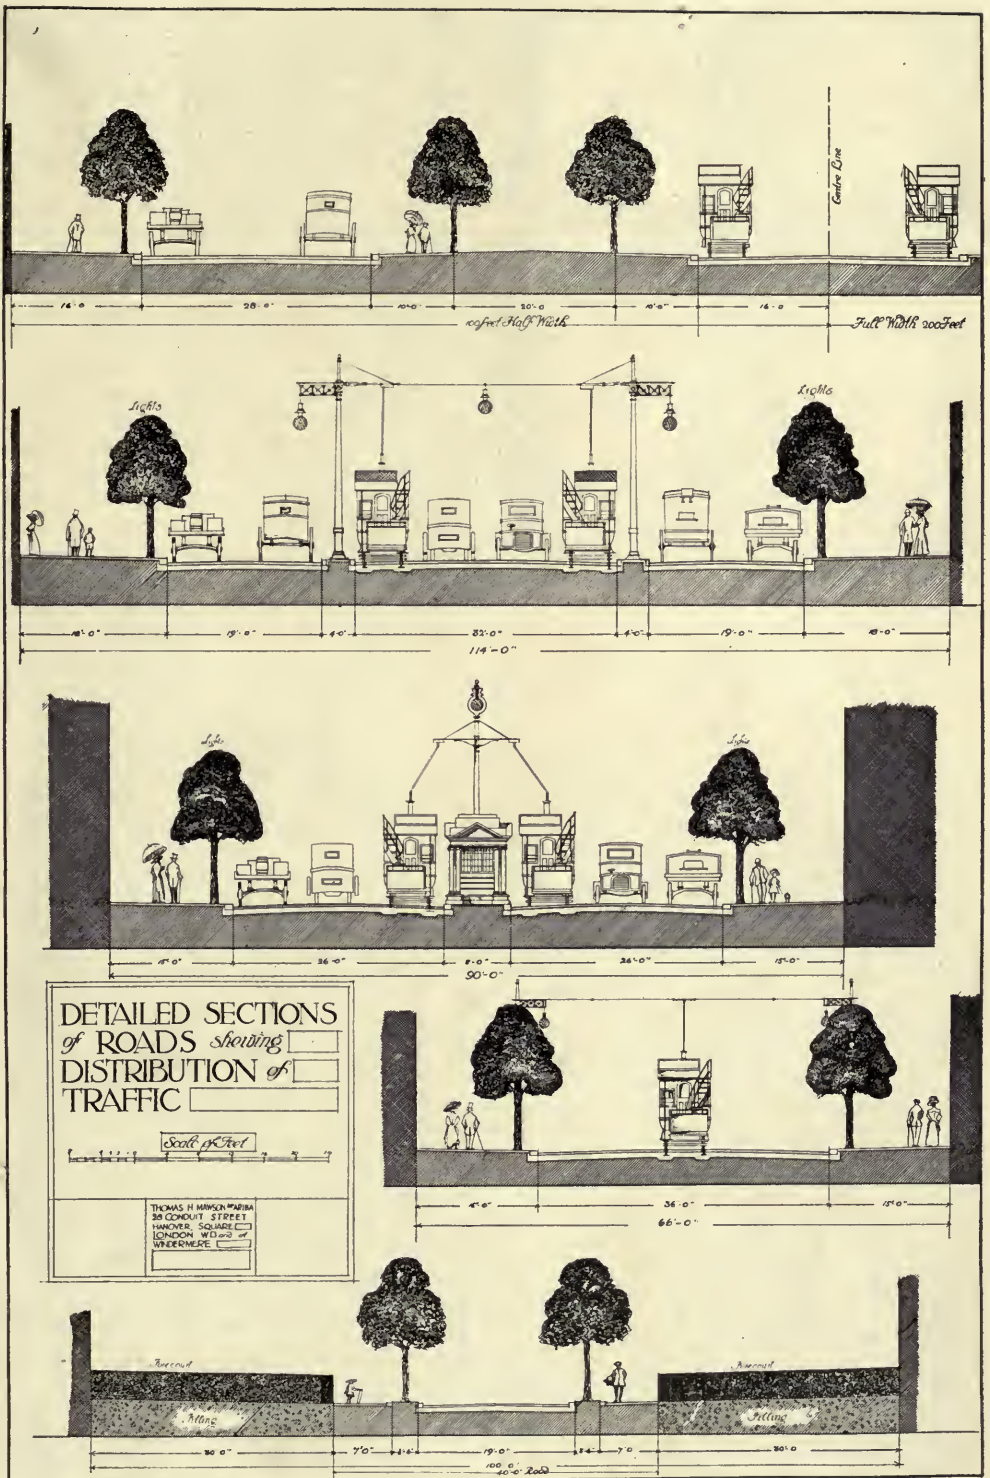 Centre Line
16'-0 28'-0" 10'-0" 20'-0 10'-0" 16-0
100 feet Half Width Full Width 200 Feet
Lights Lights
18'-0" 19'-0" 4'-0" 32'-0" 4'-0" 19'-0" 18-0"
114'-0"
Lights Lights
15'-0" 26'-0" 8'-0" 26'-0" 15'-0"
90'-0"
DETAILED SECTIONS
of ROADS showing
DISTRIBUTION of
TRAFFIC
Scale of Feet
THOMAS H MAWSON
28 CONDUIT STREET
HANOVER SQUARE
LONDON W and at
WINDERMERE
15'-0" 36'-0" 15'-0"
66'-0"
Forecourt Forecourt
Filling Filling
30'-0" 7'0" 19'-0" 7'0 30'-0
100'-0"
40'-0" Road